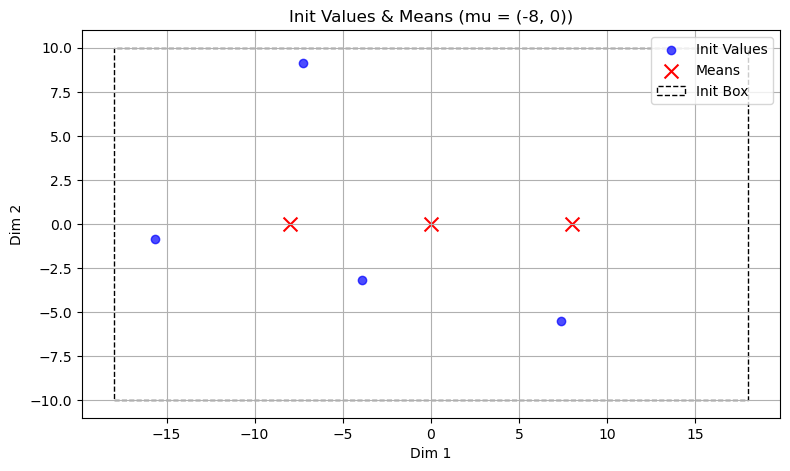 Init Values & Means (mu = (-8, 0))
Init Values
Means
Init Box
10.0
7.5
5.0
2.5
0.0
−2.5
−5.0
−7.5
−10.0
Dim 2
−15
−10
−5
0
5
10
15
Dim 1